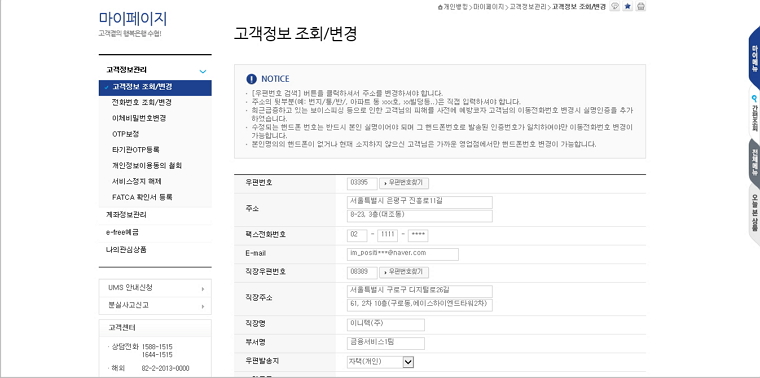 마이페이지
고객곁의 행복은행 수협!
개인뱅킹>마이페이지>고객정보관리>고객정보 조회/변경
고객정보 조회/변경
고객정보관리
고객정보 조회/변경
전화번호 조회/변경
이체비밀번호변경
OTP보정
타기관OTP등록
개인정보이용동의 철회
서비스정지 해제
FATCA 확인서 등록
계좌정보관리
e-free예금
나의관심상품
UMS 안내신청
분실사고신고
고객센터
· 상담전화 1588-1515
1644-1515
· 해외 82-2-2013-0000
NOTICE
· [우편번호 검색] 버튼을 클릭하셔서 주소를 변경하셔야 합니다.
· 주소의 뒷부분(예: 번지/통/반/, 아파트 동 xxx호, xx빌딩등..)은 직접 입력하셔야 합니다.
· 최근급증하고 있는 보이스피싱 등으로 인한 고객님의 피해를 사전에 예방코자 고객님의 이동전화번호 변경시 실명인증을 추가
하였습니다.
· 수정되는 핸드폰 번호는 반드시 본인 실명이어야 되며 그 핸드폰번호로 발송된 인증번호가 일치하여야만 이동전화번호 변경이
가능합니다.
· 본인명의의 핸드폰이 없거나 현재 소지하지 않으신 고객님은 가까운 영업점에서만 핸드폰번호 변경이 가능합니다.
우편번호 03395 우편번호찾기
주소 서울특별시 은평구 진흥로11길
8-23, 3층(대조동)
팩스전화번호 02 - 1111 - ****
E-mail im_positi***@naver.com
직장우편번호 08389 우편번호찾기
직장주소 서울특별시 구로구 디지털로26길
61, 2차 10층(구로동,에이스하이엔드타워2차)
직장명 이니텍(주)
부서명 금융서비스1팀
우편발송지 자택(개인)
마이메뉴
간편조회
전체메뉴
오늘본상품